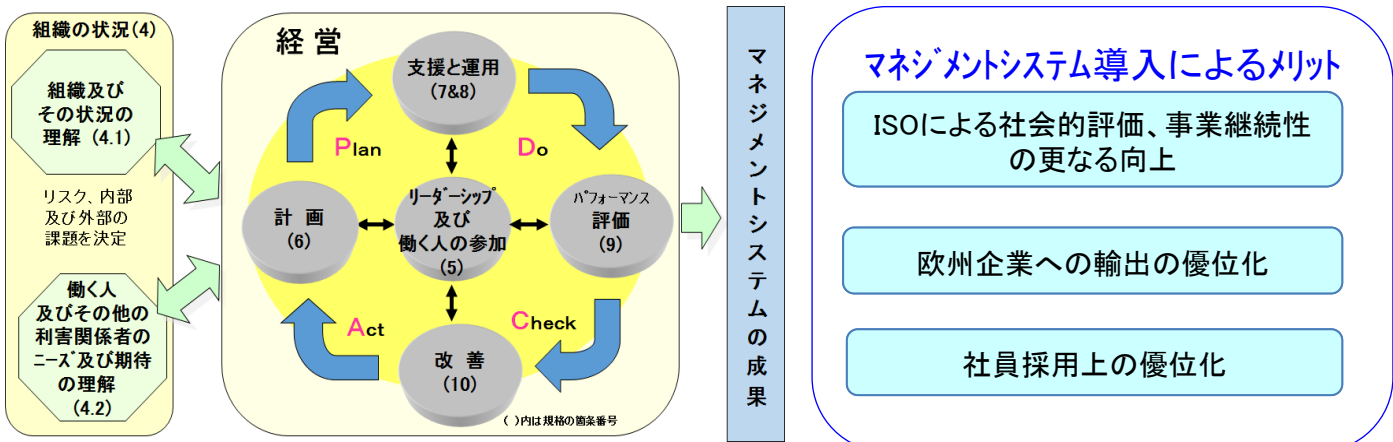 組織の状況(4)
組織及び
その状況の
理解 (4.1)
リスク、内部
及び外部の
課題を決定
働く人
及びその他の
利害関係者の
ニーズ及び期待
の理解
(4.2)
経 営
支援と運用
(7&8)
Plan
Do
計 画
(6)
リーダーシップ
及び
働く人の参加
(5)
パフォーマンス
評価
(9)
Act
Check
改 善
(10)
( )内は規格の箇条番号
マネジメントシステムの成果
マネジメントシステム導入によるメリット
ISOによる社会的評価、事業継続性
の更なる向上
欧州企業への輸出の優位化
社員採用上の優位化